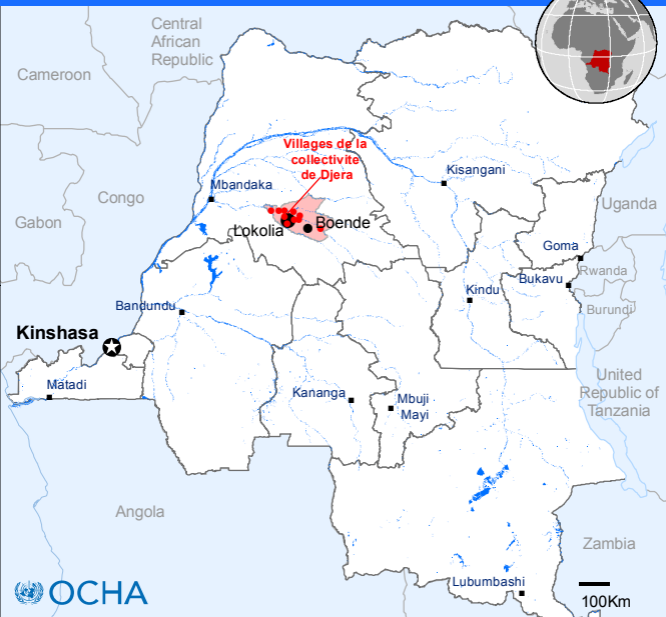 Central
African
Republic
Cameroon
Villages de la
collectivite
de Djera
Kisangani
Mbandaka
Congo
Uganda
Gabon
Lokolia
Boende
Goma
Rwanda
Bukavu
Kindu
Bandundu
Burundi
Kinshasa
United
Republic of
Tanzania
Matadi
Kananga
Mbuji
Mayi
Angola
Zambia
Lubumbashi
OCHA
100Km